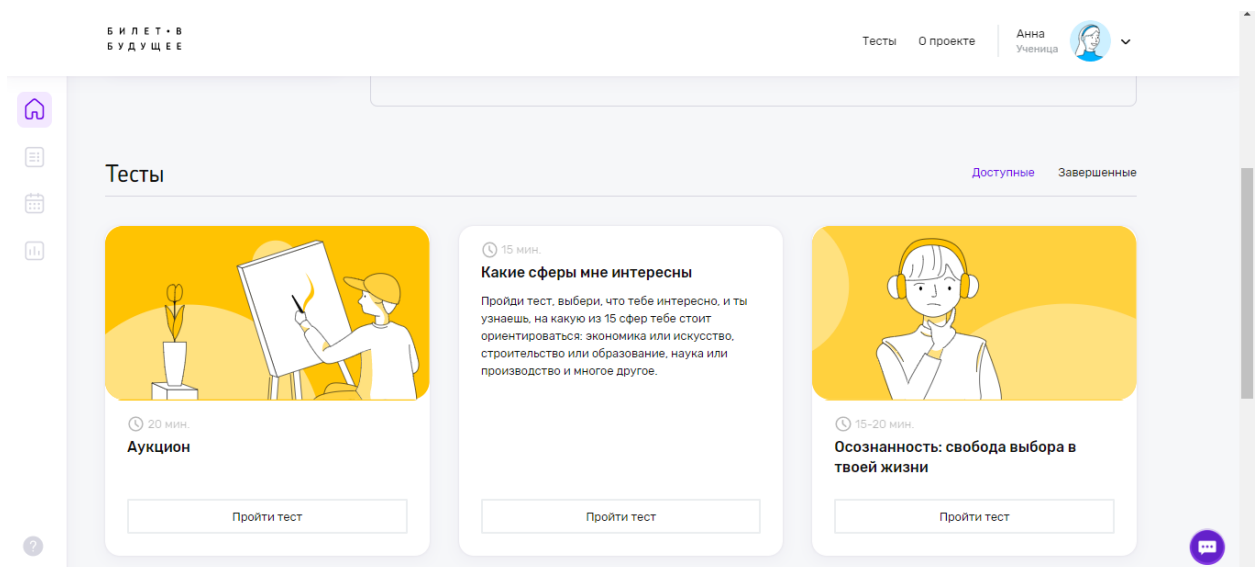 БИЛЕТ•В
БУДУЩЕЕ
Тесты О проекте
Анна
Ученица
Тесты
Доступные Завершенные
20 мин.
Аукцион
Пройти тест
15 мин.
Какие сферы мне интересны
Пройди тест, выбери, что тебе интересно, и ты
узнаешь, на какую из 15 сфер тебе стоит
ориентироваться: экономика или искусство,
строительство или образование, наука или
производство и многое другое.
Пройти тест
15-20 мин.
Осознанность: свобода выбора в
твоей жизни
Пройти тест
?